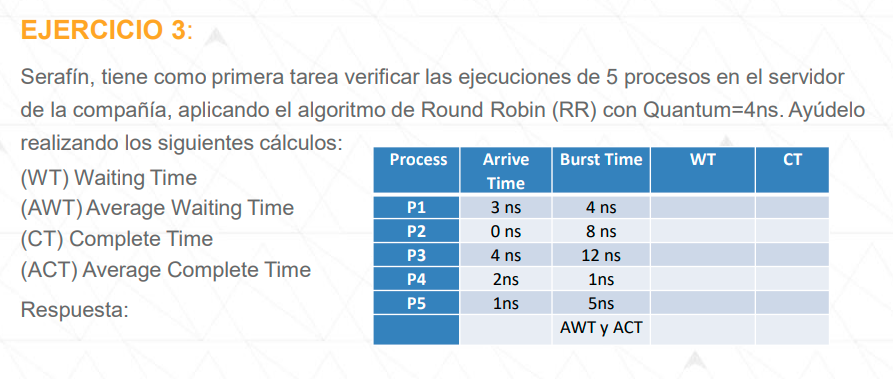 EJERCICIO 3:
Serafín, tiene como primera tarea verificar las ejecuciones de 5 procesos en el servidor
de la compañía, aplicando el algoritmo de Round Robin (RR) con Quantum=4ns. Ayúdelo
realizando los siguientes cálculos:
(WT) Waiting Time
(AWT) Average Waiting Time
(CT) Complete Time
(ACT) Average Complete Time
Respuesta:
Process Arrive Time Burst Time WT CT
P1 3 ns 4 ns
P2 0 ns 8 ns
P3 4 ns 12 ns
P4 2ns 1ns
P5 1ns 5ns
AWT y ACT